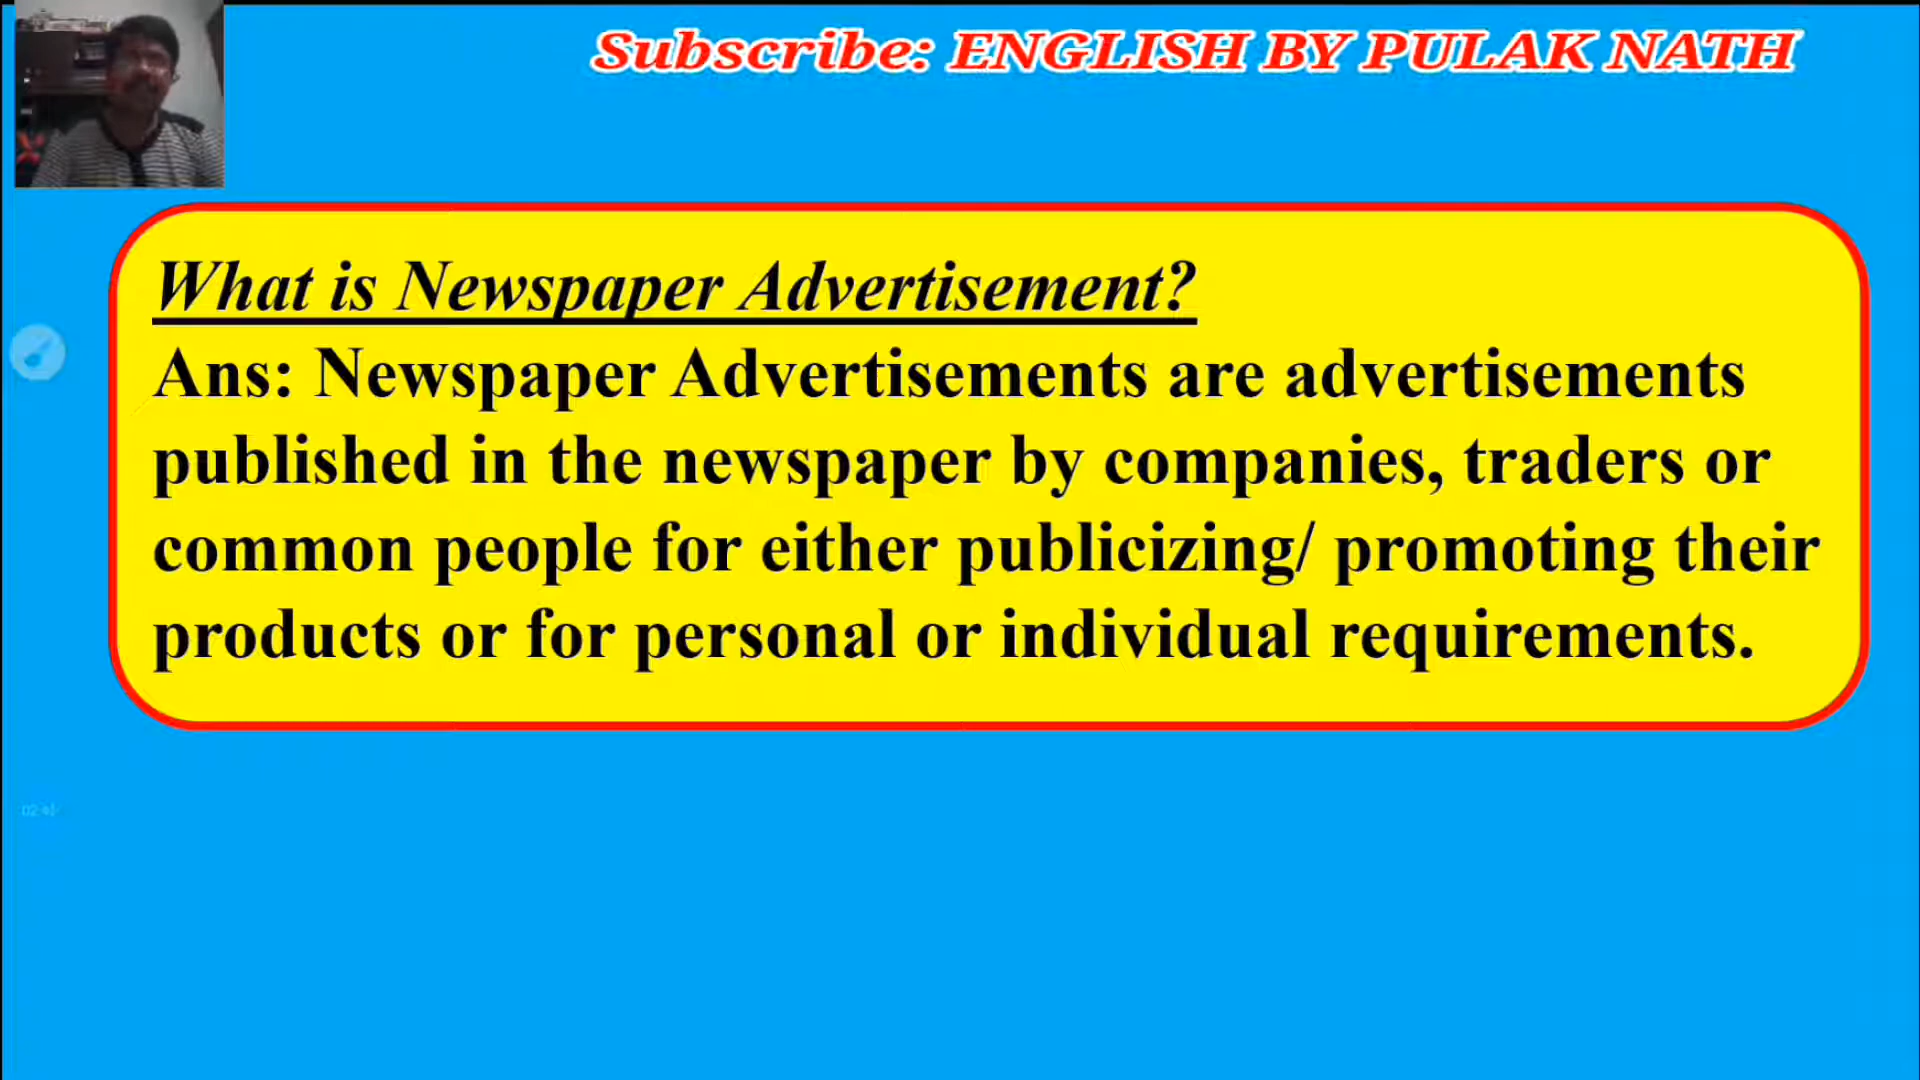 Subscribe: ENGLISH BY PULAK NATH
What is Newspaper Advertisement?
Ans: Newspaper Advertisements are advertisements
published in the newspaper by companies, traders or
common people for either publicizing/ promoting their
products or for personal or individual requirements.